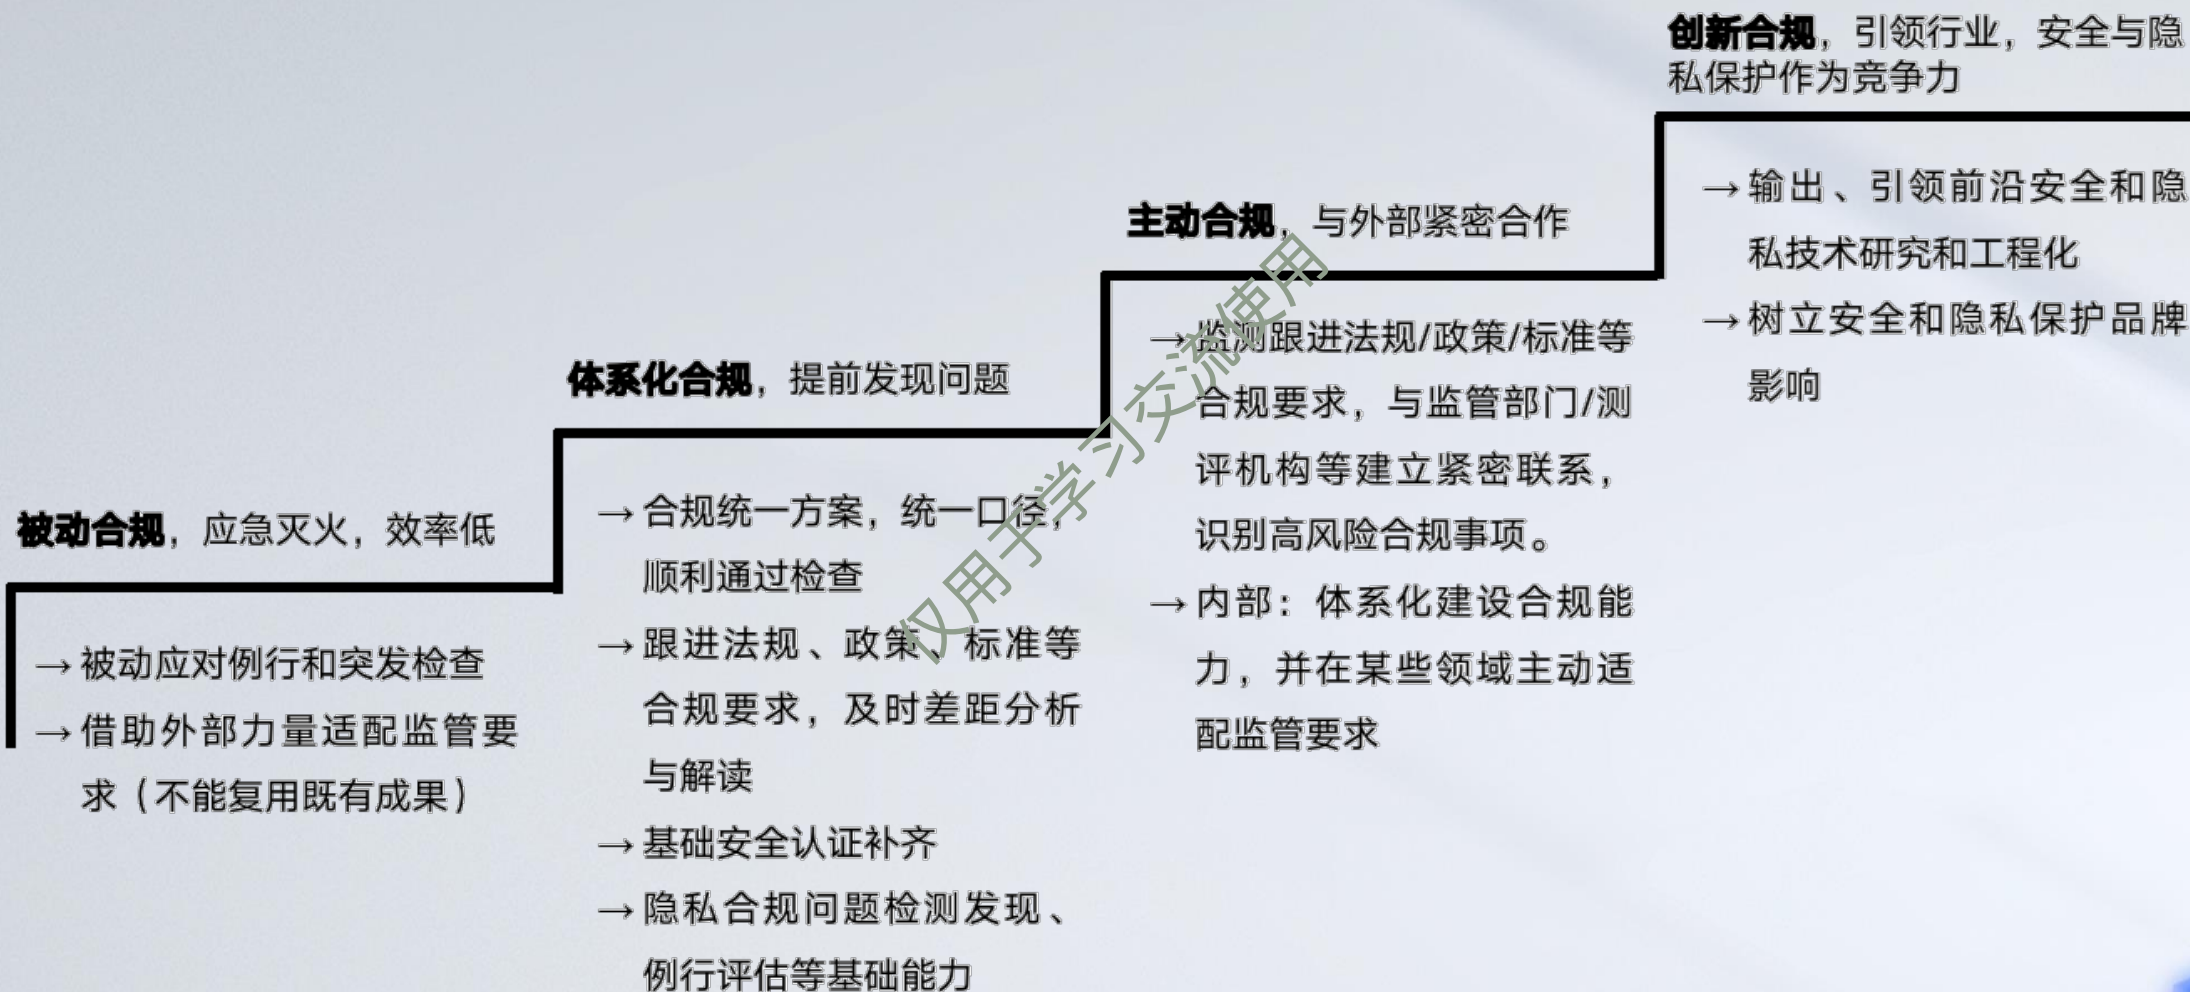 被动合规，应急灭火，效率低
→被动应对例行和突发检查
→借助外部力量适配监管要
求（不能复用既有成果）
体系化合规，提前发现问题
→合规统一方案，统一口径，
顺利通过检查
→跟进法规、政策、标准等
合规要求，及时差距分析
与解读
→基础安全认证补齐
→隐私合规问题检测发现、
例行评估等基础能力
主动合规，与外部紧密合作
→监测跟进法规/政策/标准等
合规要求，与监管部门/测
评机构等建立紧密联系，
识别高风险合规事项。
→内部：体系化建设合规能
力，并在某些领域主动适
配监管要求
创新合规，引领行业，安全与隐
私保护作为竞争力
→输出、引领前沿安全和隐
私技术研究和工程化
→树立安全和隐私保护品牌
影响
仅用于学习交流使用